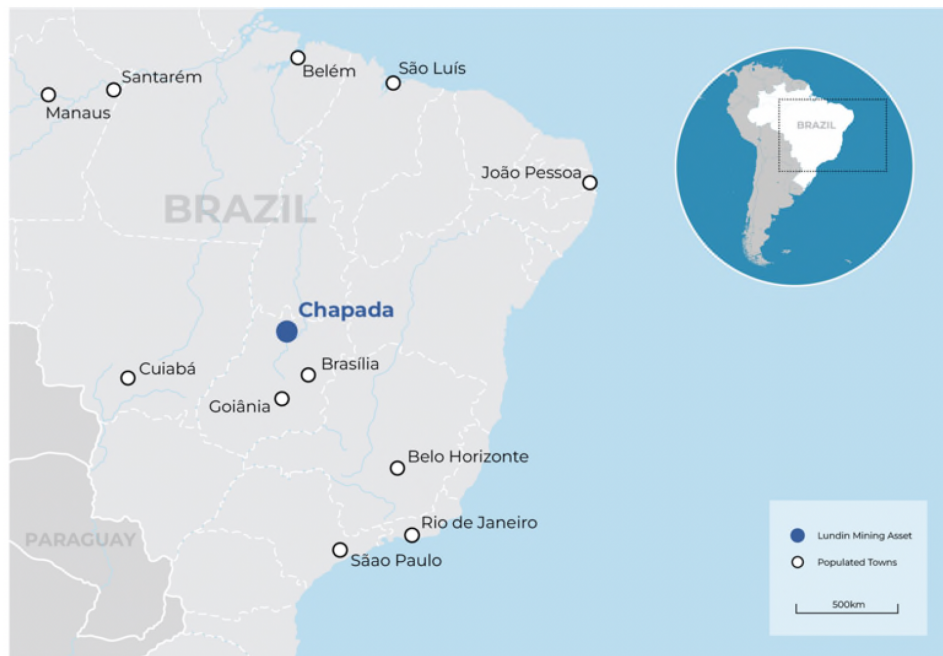 Belém
São Luís
Santarém
Manaus
BRAZIL
João Pessoa
BRAZIL
Chapada
Brasília
Cuiabá
Goiânia
Belo Horizonte
Rio de Janeiro
Sãao Paulo
PARAGUAY
Lundin Mining Asset
Populated Towns
500km